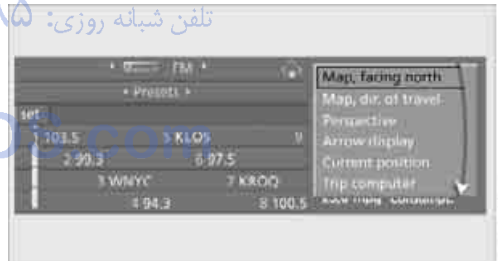 تلفن شبانه روزی:
FM
Presets
set
1 103.5 5 KLOS 9
2 99.3 6 97.5
3 WNYC 7 KROQ
4 94.3 8 100.5
Map, facing north
Map, dir. of travel
Perspective
Arrow display
Current position
Trip computer